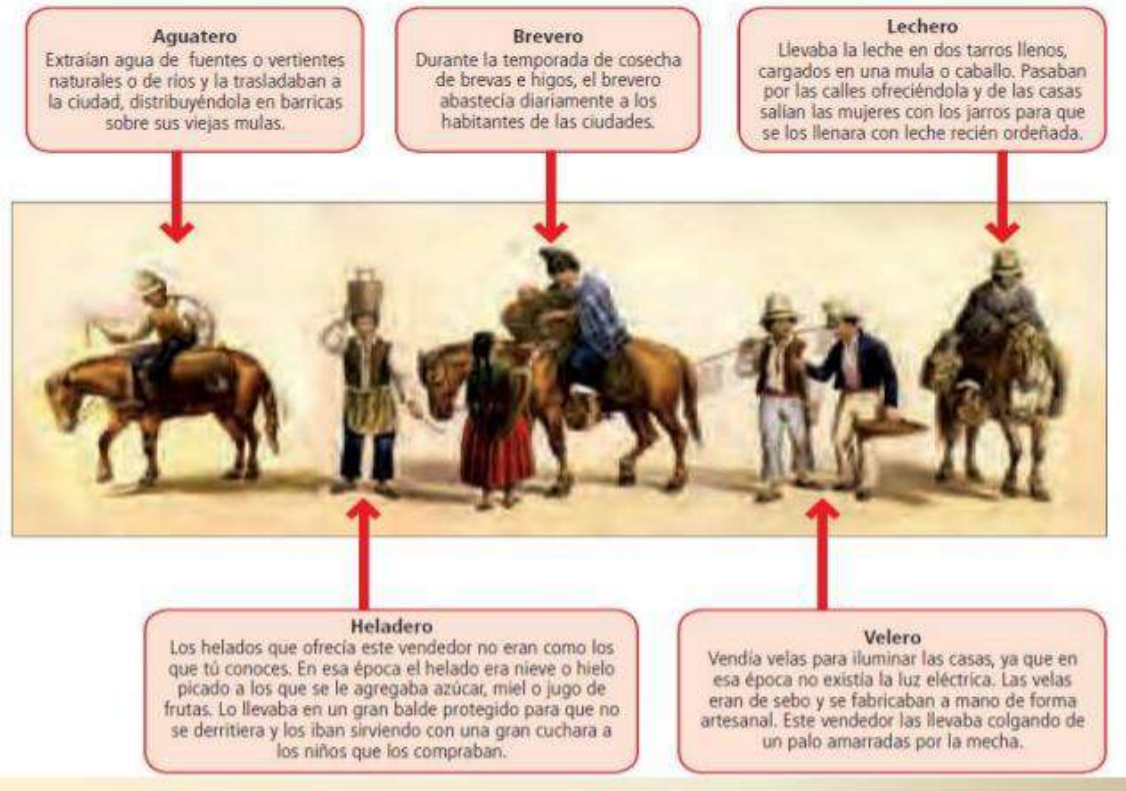 Aguatero
Extraían agua de fuentes o vertientes
naturales o de ríos y la trasladaban a
la ciudad, distribuyéndola en barricas
sobre sus viejas mulas.
Brevero
Durante la temporada de cosecha
de brevas e higos, el brevero
abastecía diariamente a los
habitantes de las ciudades.
Lechero
Llevaba la leche en dos tarros llenos,
cargados en una mula o caballo. Pasaban
por las calles ofreciéndola y de las casas
salían las mujeres con los jarros para que
se los llenara con leche recién ordeñada.
Heladero
Los helados que ofrecía este vendedor no eran como los
que tú conoces. En esa época el helado era nieve o hielo
picado a los que se le agregaba azúcar, miel o jugo de
frutas. Lo llevaba en un gran balde protegido para que no
se derritiera y los iban sirviendo con una gran cuchara a
los niños que los compraban.
Velero
Vendía velas para iluminar las casas, ya que en
esa época no existía la luz eléctrica. Las velas
eran de sebo y se fabricaban a mano de forma
artesanal. Este vendedor las llevaba colgando de
un palo amarradas por la mecha.